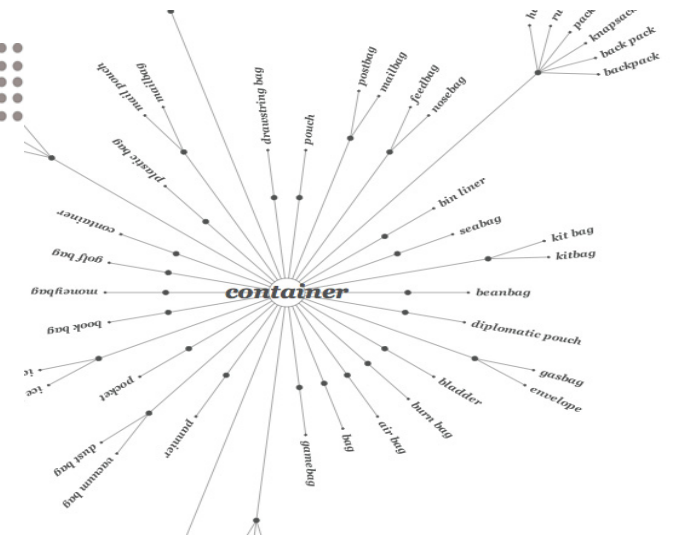 knapsack
back pack
backpack
postbag
mailbag
feedbag
nosebag
mailbag
mail pouch
drawstring bag
pouch
plastic bag
bin liner
seabag
container
kit bag
kitbag
golf bag
container
moneybag
beanbag
book bag
diplomatic pouch
gasbag
envelope
ice
pocket
bladder
burn bag
air bag
bag
gamebag
pannier
dust bag
vacuum bag